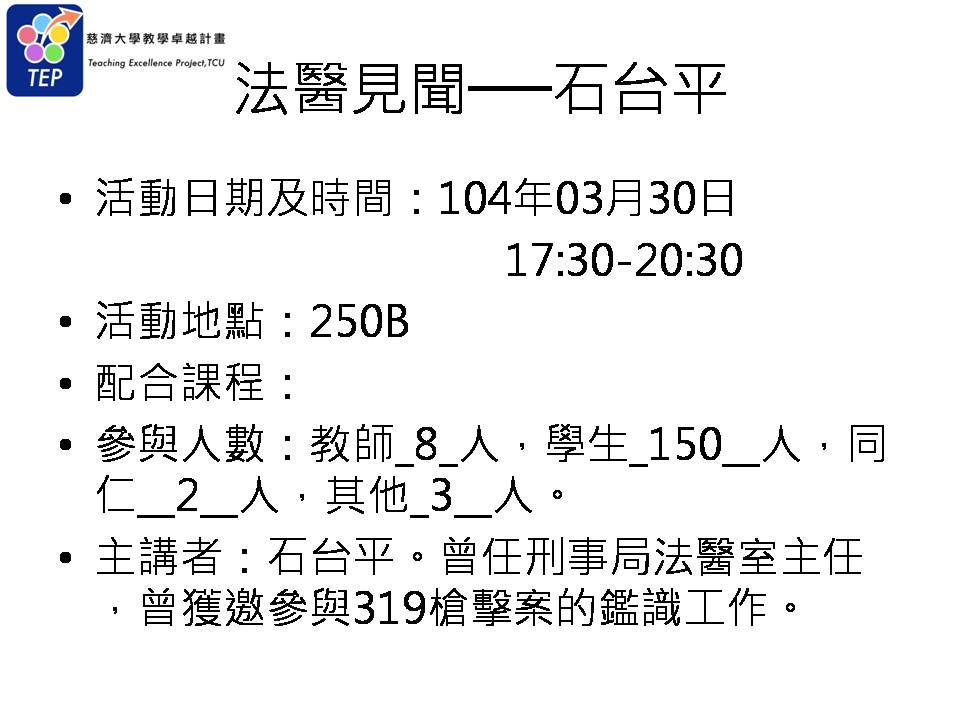 慈濟大學教學卓越計畫
Teaching Excellence Project,TCU
TEP
法醫見聞──石台平
• 活動日期及時間：104年03月30日
17:30-20:30
• 活動地點：250B
• 配合課程：
• 參與人數：教師_8_人，學生_150__人，同
仁__2__人，其他_3__人。
• 主講者：石台平。曾任刑事局法醫室主任
，曾獲邀參與319槍擊案的鑑識工作。